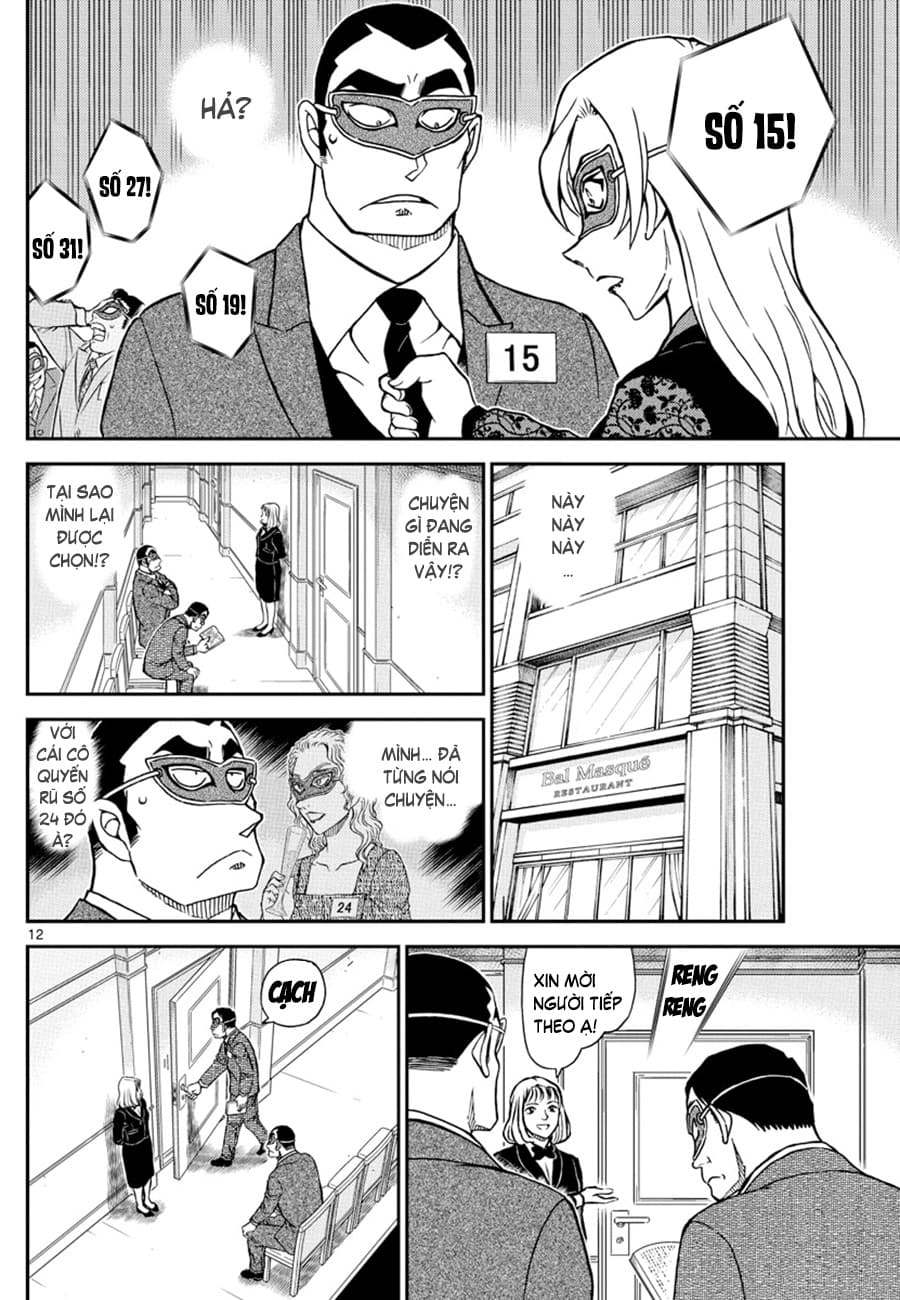 HẢ?
SỐ 15!
SỐ 27!
SỐ 31!
SỐ 19!
15
NÀY
NÀY
NÀY
...
Bal Masqué
RESTAURANT
CHUYỆN
GÌ ĐANG
DIỄN RA
VẬY!?
TẠI SAO
MÌNH LẠI
ĐƯỢC
CHỌN!?
MÌNH... ĐÃ
TỪNG NÓI
CHUYỆN...
VỚI
CÁI CÔ
QUYẾN
RŨ SỐ
24 ĐÓ
À?
24
12
RENG
RENG
XIN MỜI
NGƯỜI TIẾP
THEO Ạ!
CẠCH